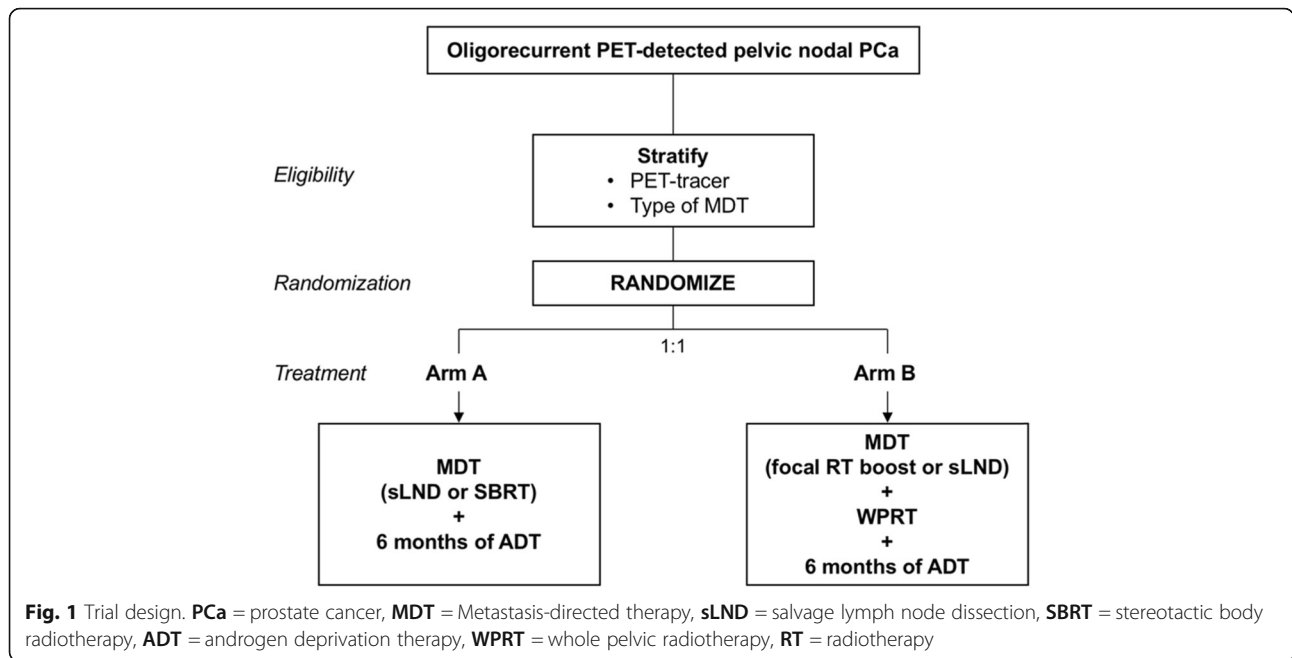 Oligorecurrent PET-detected pelvic nodal PCa
Eligibility
Stratify
• PET-tracer
• Type of MDT
Randomization
RANDOMIZE
1:1
Treatment
Arm A
Arm B
MDT
(sLND or SBRT)
+
6 months of ADT
MDT
(focal RT boost or sLND)
+
WPRT
+
6 months of ADT
Fig. 1 Trial design. PCa = prostate cancer, MDT = Metastasis-directed therapy, sLND = salvage lymph node dissection, SBRT = stereotactic body
radiotherapy, ADT = androgen deprivation therapy, WPRT = whole pelvic radiotherapy, RT = radiotherapy